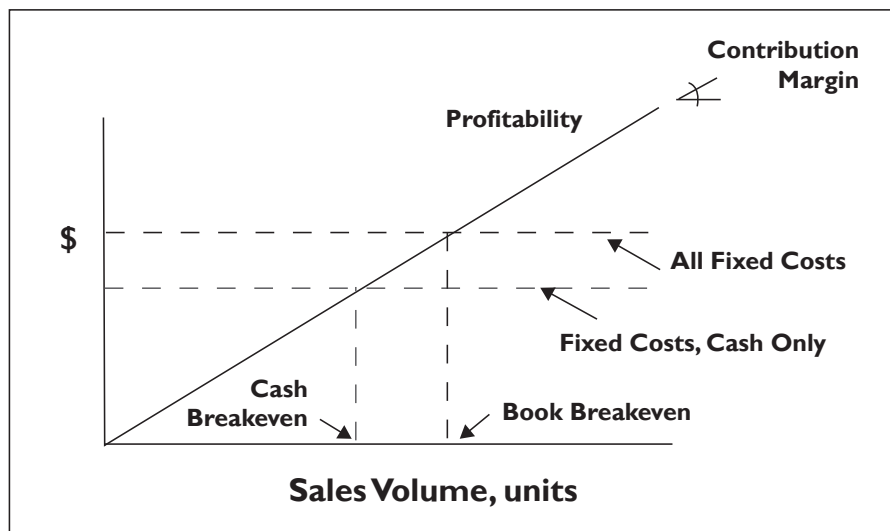 Contribution
Margin
Profitability
$
All Fixed Costs
Fixed Costs, Cash Only
Cash
Breakeven
Book Breakeven
Sales Volume, units